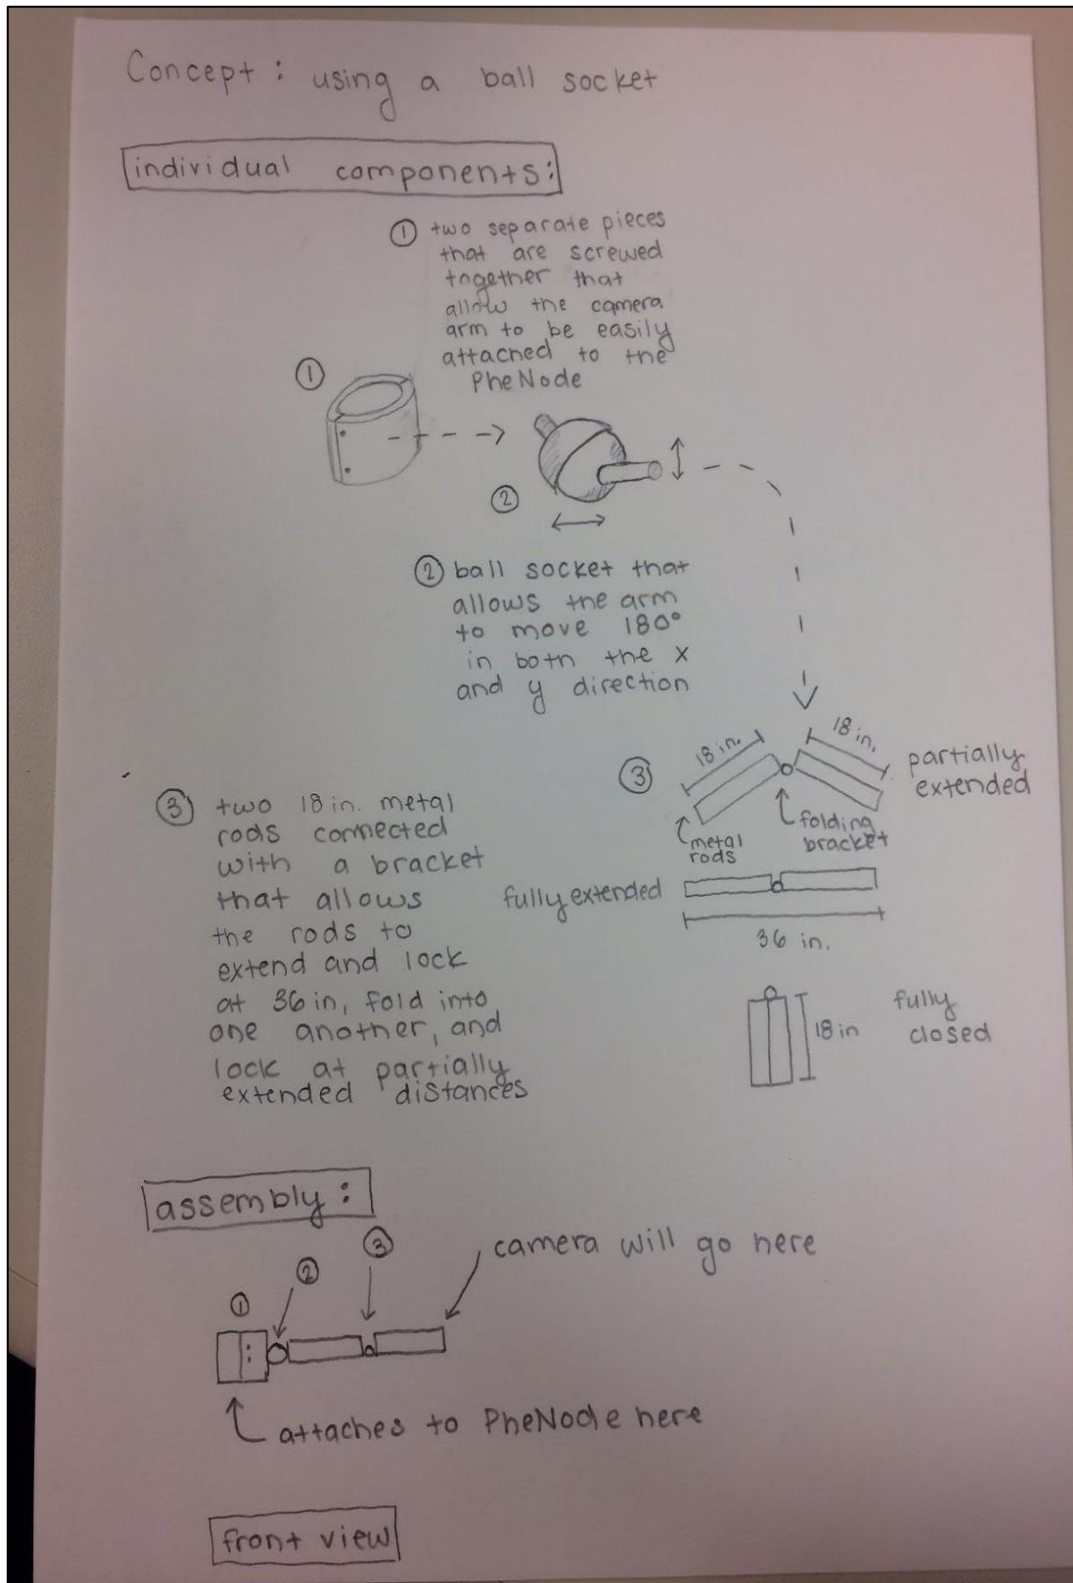 Concept: using a ball socket
individual components:
① two separate pieces
that are screwed
together that
allow the camera
arm to be easily
attached to the
PheNode
①
②
② ball socket that
allows the arm
to move 180°
in both the x
and y direction
③
18 in.
18 in.
partially
extended
metal
rods
folding
bracket
③ two 18 in. metal
rods connected
with a bracket
that allows
the rods to
extend and lock
at 36 in, fold into
one another, and
lock at partially
extended distances
fully extended
36 in.
18 in
fully
closed
assembly:
①
②
③
camera will go here
attaches to PheNode here
front view